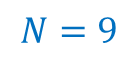 N = 9